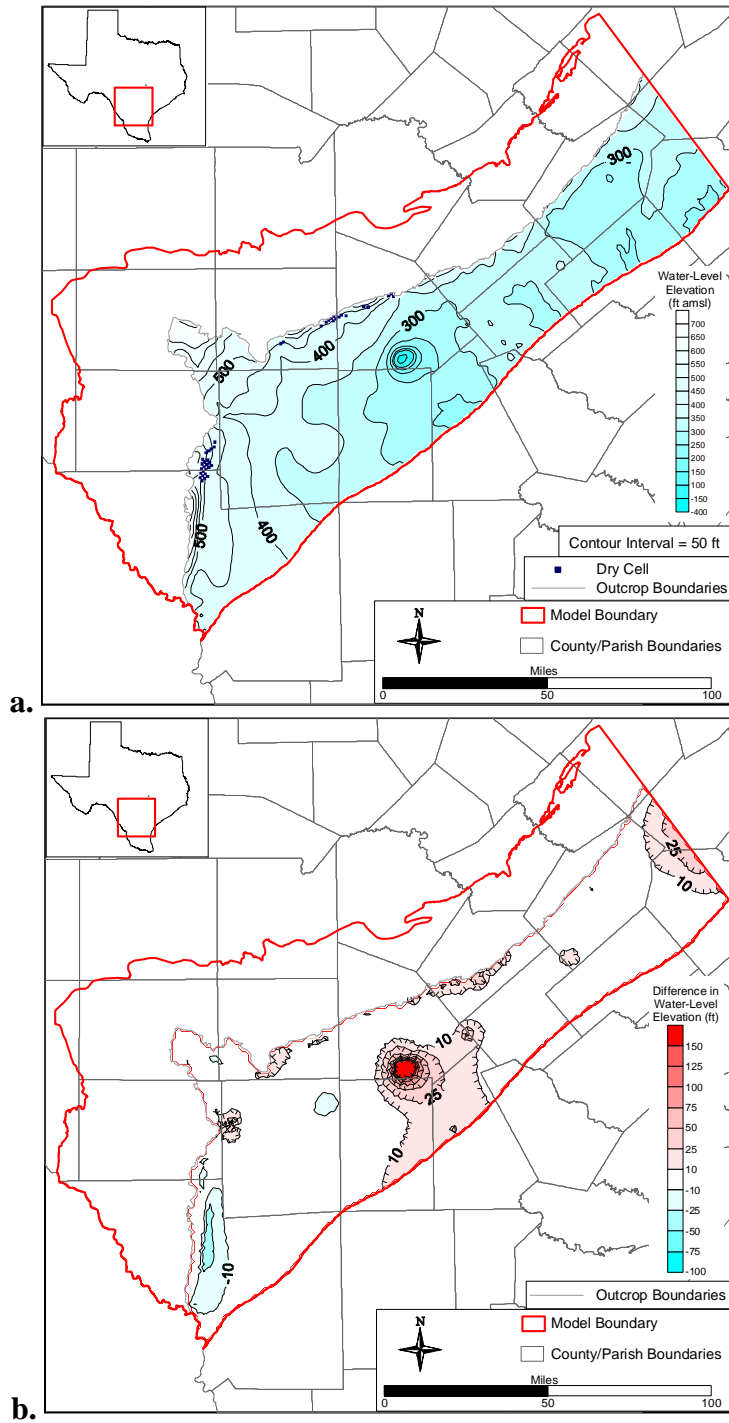 300
300
500
400
500
400
Water-Level
Elevation
(ft amsl)
700
650
600
550
500
450
400
350
300
250
200
150
100
-150
-400
Contour Interval = 50 ft
Dry Cell
Outcrop Boundaries
N
Model Boundary
County/Parish Boundaries
Miles
0 50 100
a.
25
10
10
25
10
-10
Difference in
Water-Level
Elevation (ft)
150
125
100
75
50
25
10
-10
-25
-50
-75
-100
Outcrop Boundaries
N
Model Boundary
County/Parish Boundaries
Miles
0 50 100
b.